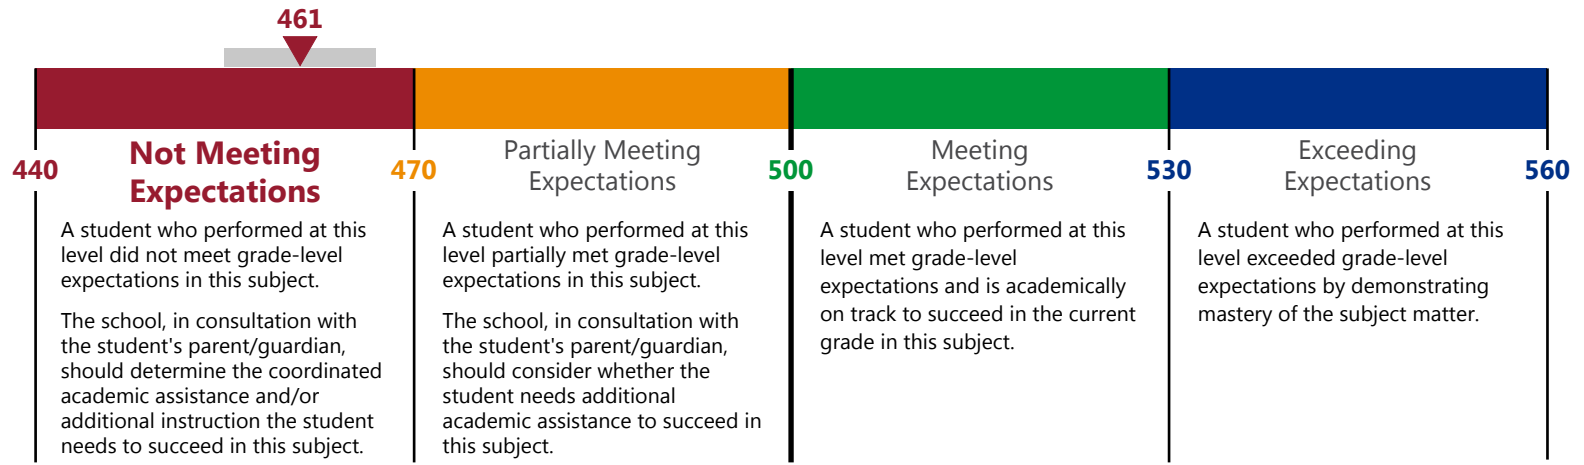 461
440
Not Meeting
Expectations
470
Partially Meeting
Expectations
500
Meeting
Expectations
530
Exceeding
Expectations
560
A student who performed at this
level did not meet grade-level
expectations in this subject.
The school, in consultation with
the student's parent/guardian,
should determine the coordinated
academic assistance and/or
additional instruction the student
needs to succeed in this subject.
A student who performed at this
level partially met grade-level
expectations in this subject.
The school, in consultation with
the student's parent/guardian,
should consider whether the
student needs additional
academic assistance to succeed in
this subject.
A student who performed at this
level met grade-level
expectations and is academically
on track to succeed in the current
grade in this subject.
A student who performed at this
level exceeded grade-level
expectations by demonstrating
mastery of the subject matter.